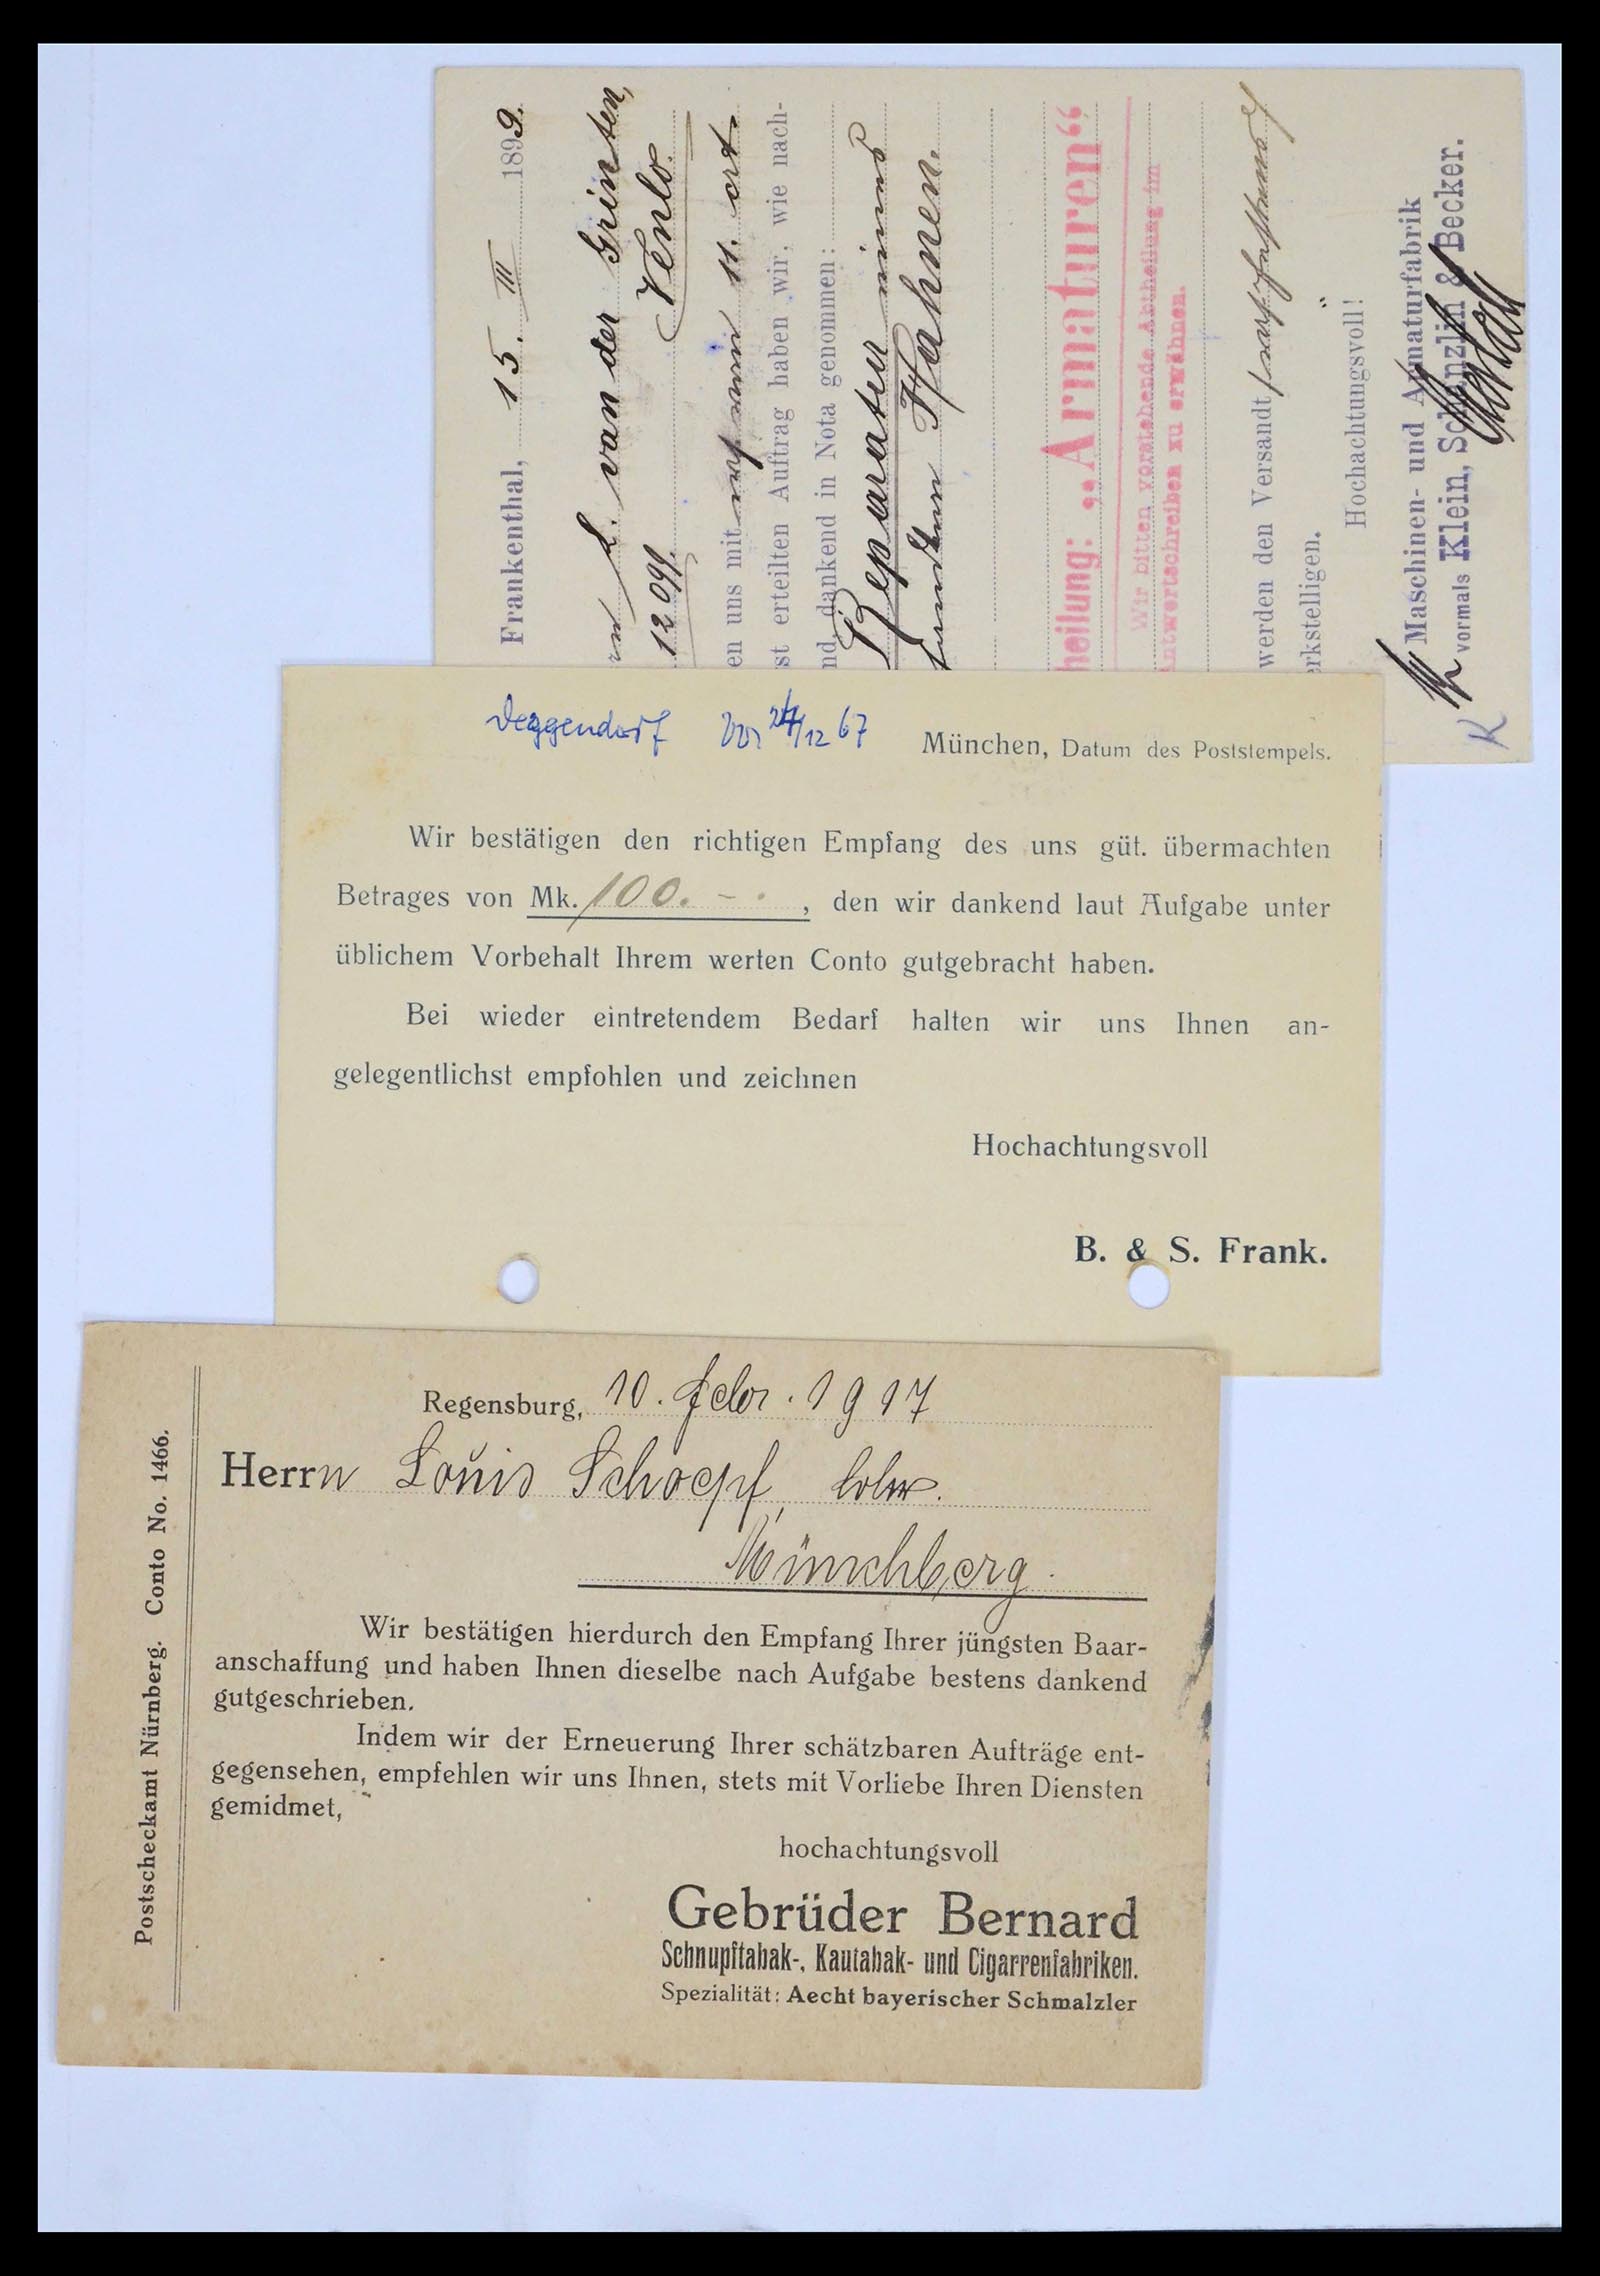 Frankenthal, 15. III 1899.
L. van der Grinten,
12099. Venlo.
en uns mit 11. crt.
st erteilten Auftrag haben wir, wie nach-
nd, dankend in Nota genommen:
Reparatur eines
Hahnen.
heilung: „Armaturen“
Wir bitten vorstehende Abtheilung im
Antwortschreiben zu erwähnen.
werden den Versandt
erkstelligen.
Hochachtungsvoll!
Maschinen- und Armaturfabrik
vormals Klein, Schanzlin & Becker.
K
Deggendorf 24/12 67 München, Datum des Poststempels.
Wir bestätigen den richtigen Empfang des uns güt. übermachten
Betrages von Mk. 100. - . , den wir dankend laut Aufgabe unter
üblichem Vorbehalt Ihrem werten Conto gutgebracht haben.
Bei wieder eintretendem Bedarf halten wir uns Ihnen an-
gelegentlichst empfohlen und zeichnen
Hochachtungsvoll
B. & S. Frank.
Postscheckamt Nürnberg. Conto No. 1466.
Regensburg, 10. Febr. 1917
Herrn Louis Schoepf,
Münchberg.
Wir bestätigen hierdurch den Empfang Ihrer jüngsten Baar-
anschaffung und haben Ihnen dieselbe nach Aufgabe bestens dankend
gutgeschrieben.
Indem wir der Erneuerung Ihrer schätzbaren Aufträge ent-
gegensehen, empfehlen wir uns Ihnen, stets mit Vorliebe Ihren Diensten
gemidmet,
hochachtungsvoll
Gebrüder Bernard
Schnupftabak-, Kautabak- und Cigarrenfabriken.
Spezialität: Aecht bayerischer Schmalzler